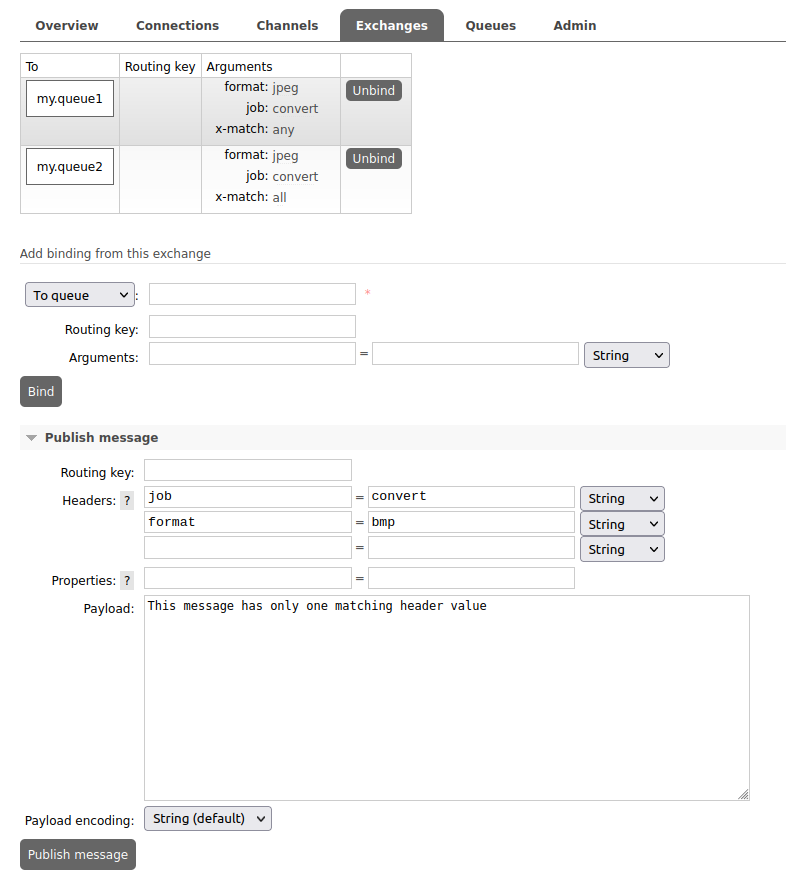 Overview Connections Channels Exchanges Queues Admin
To Routing key Arguments
my.queue1 format: jpeg Unbind
job: convert
x-match: any
my.queue2 format: jpeg Unbind
job: convert
x-match: all
Add binding from this exchange
To queue : *
Routing key:
Arguments: = String
Bind
Publish message
Routing key:
Headers: ? job = convert String
format = bmp String
= String
Properties: ? =
Payload: This message has only one matching header value
Payload encoding: String (default)
Publish message